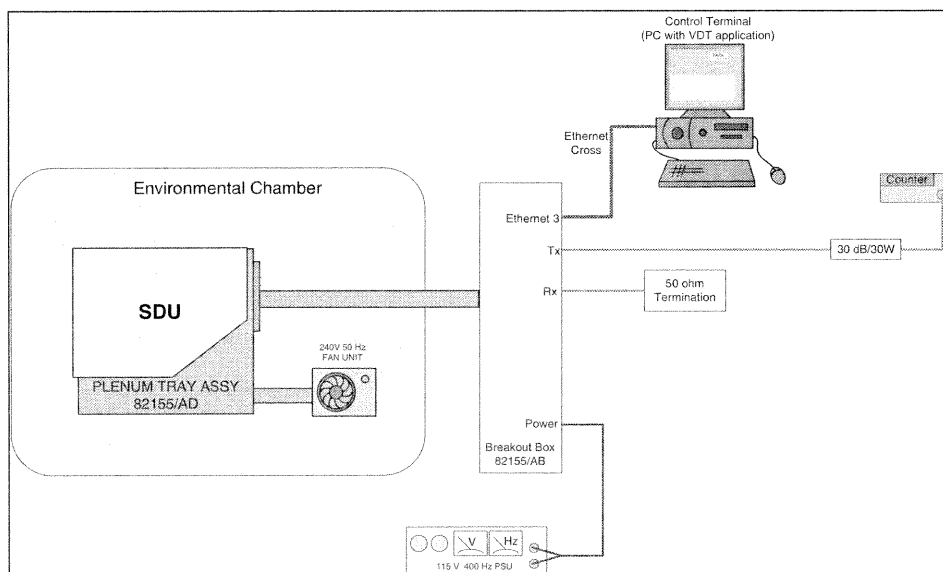 Control Terminal
(PC with VDT application)
Ethernet
Cross
Counter
Environmental Chamber
Ethernet 3
Tx
30 dB/30W
Rx
50 ohm
Termination
SDU
240V 50 Hz
FAN UNIT
PLENUM TRAY ASSY
82155/AD
Power
Breakout Box
82155/AB
V
Hz
115 V 400 Hz PSU